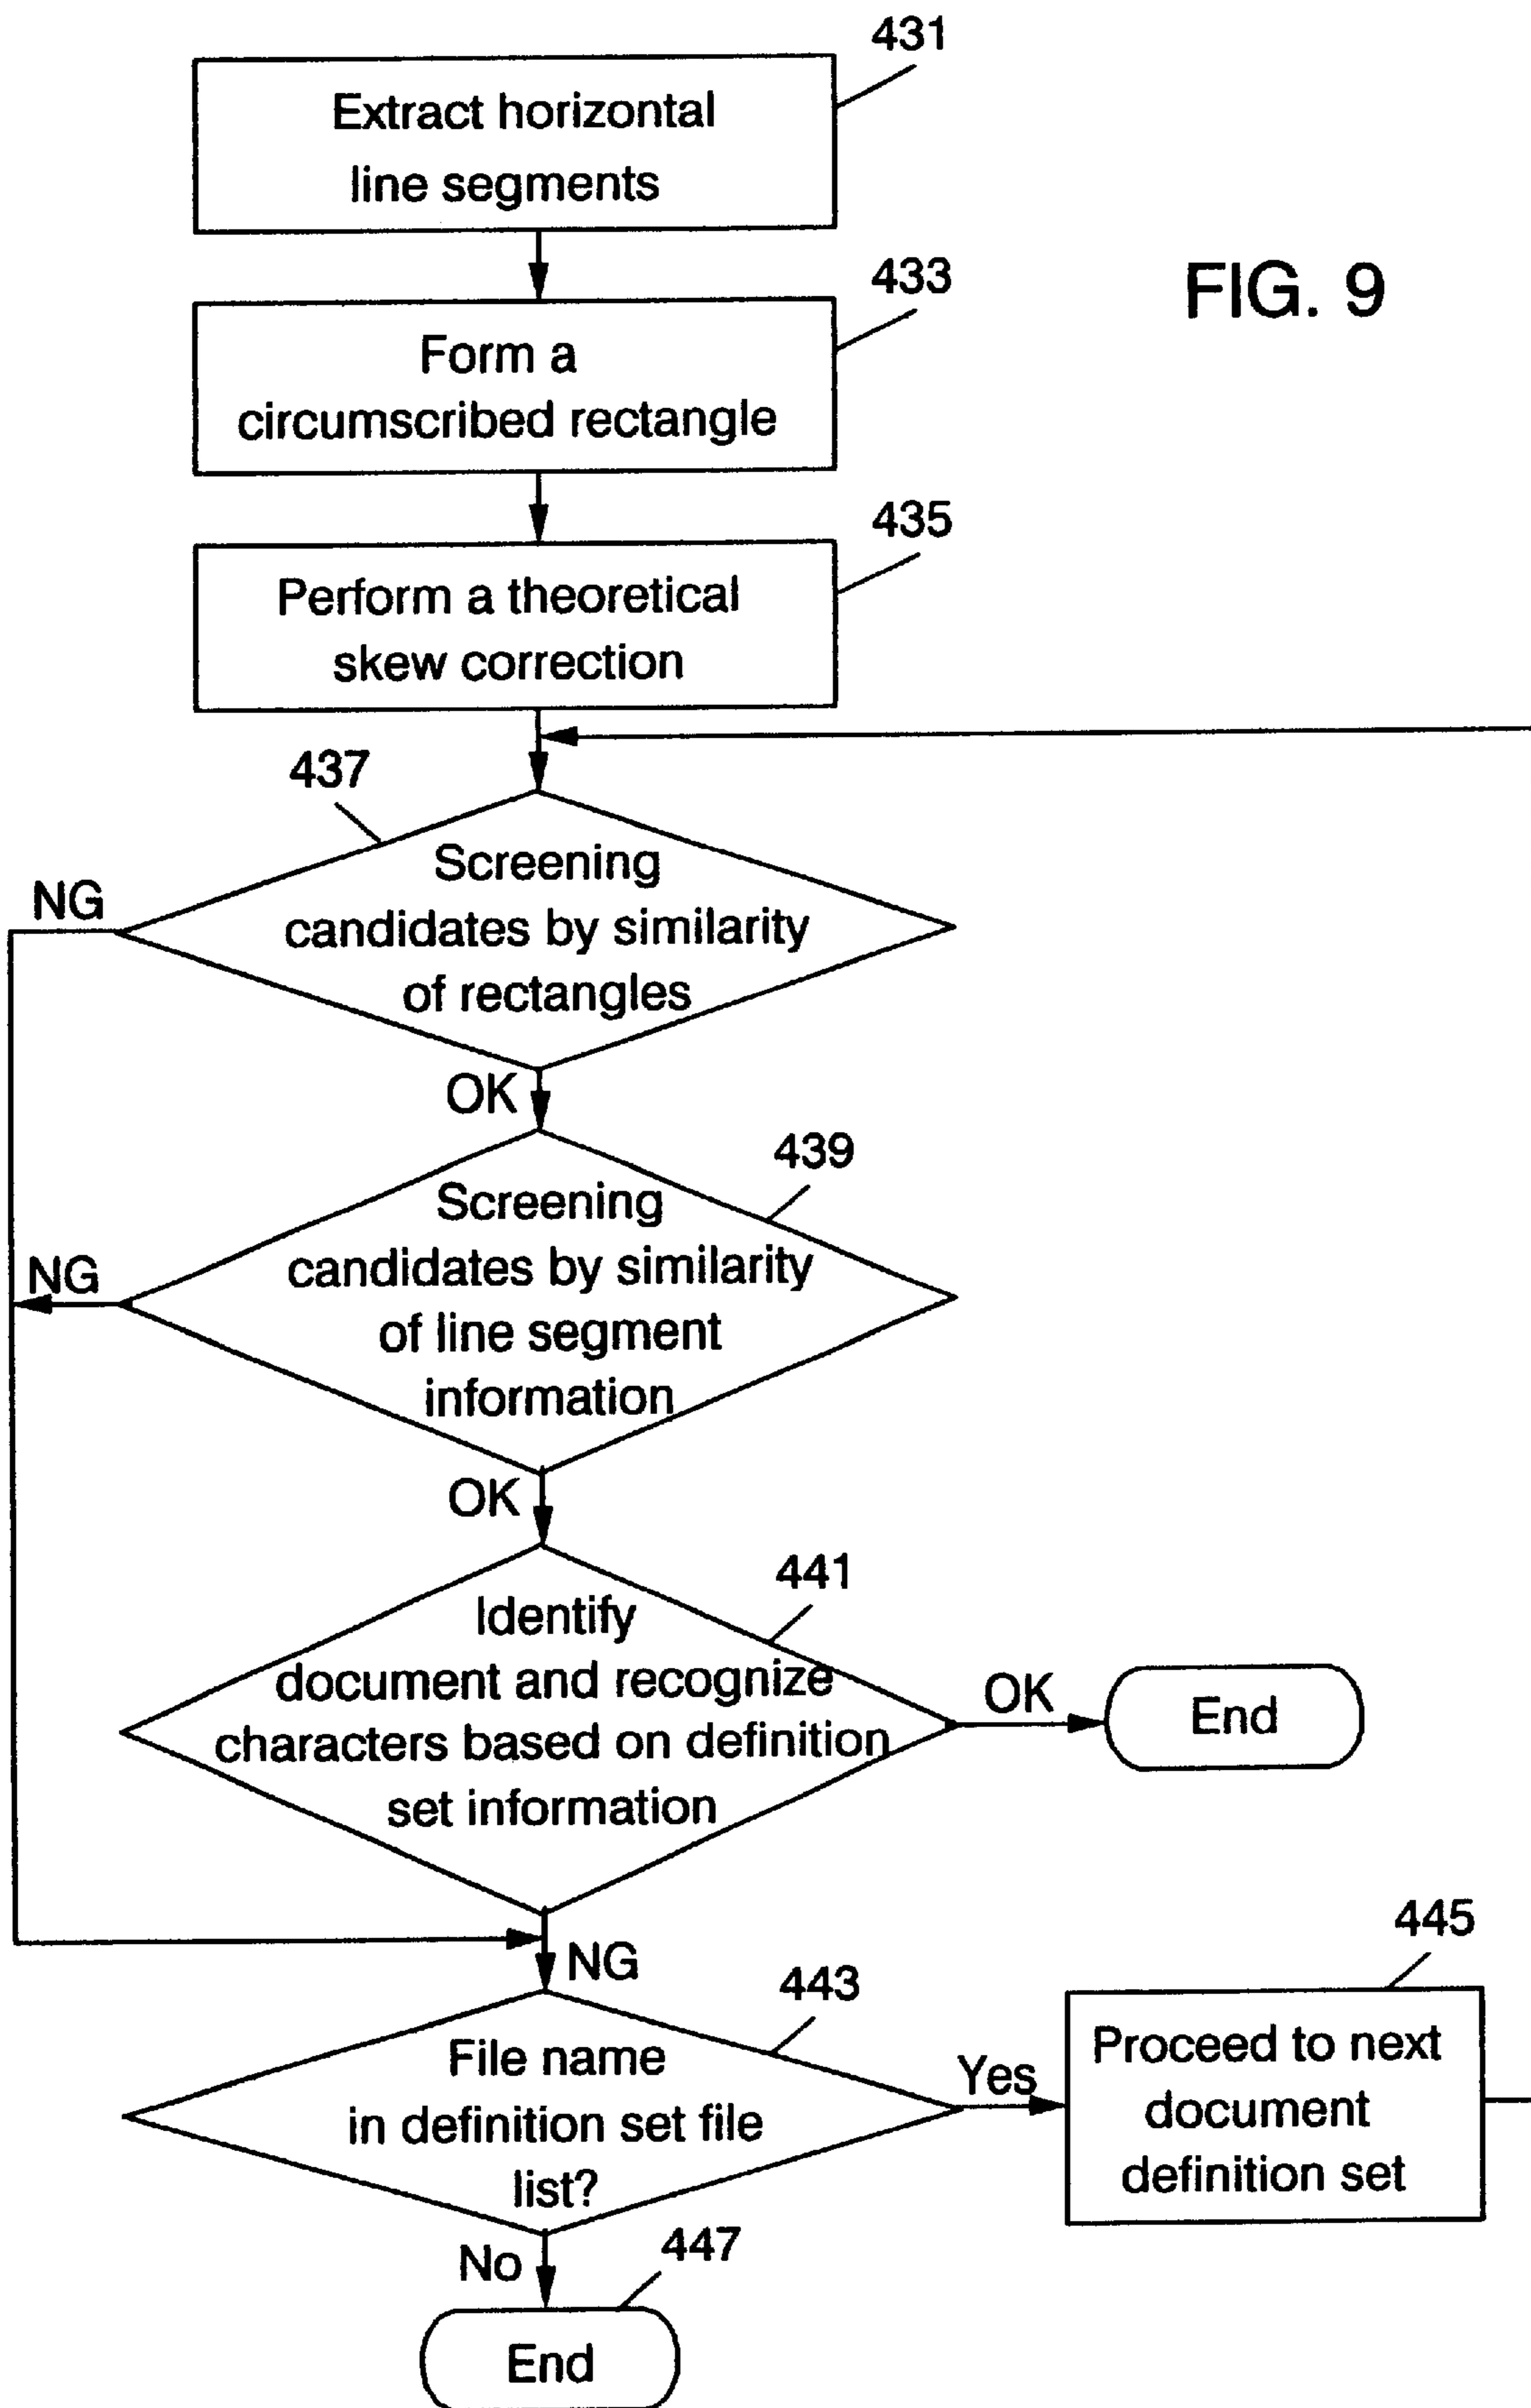 431
Extract horizontal
line segments
433
FIG. 9
Form a
circumscribed rectangle
435
Perform a theoretical
skew correction
437
NG
Screening
candidates by similarity
of rectangles
OK
439
Screening
candidates by similarity
of line segment
information
NG
OK
441
Identify
document and recognize
characters based on definition
set information
OK
End
NG
443
File name
in definition set file
list?
Yes
445
Proceed to next
document
definition set
No
447
End